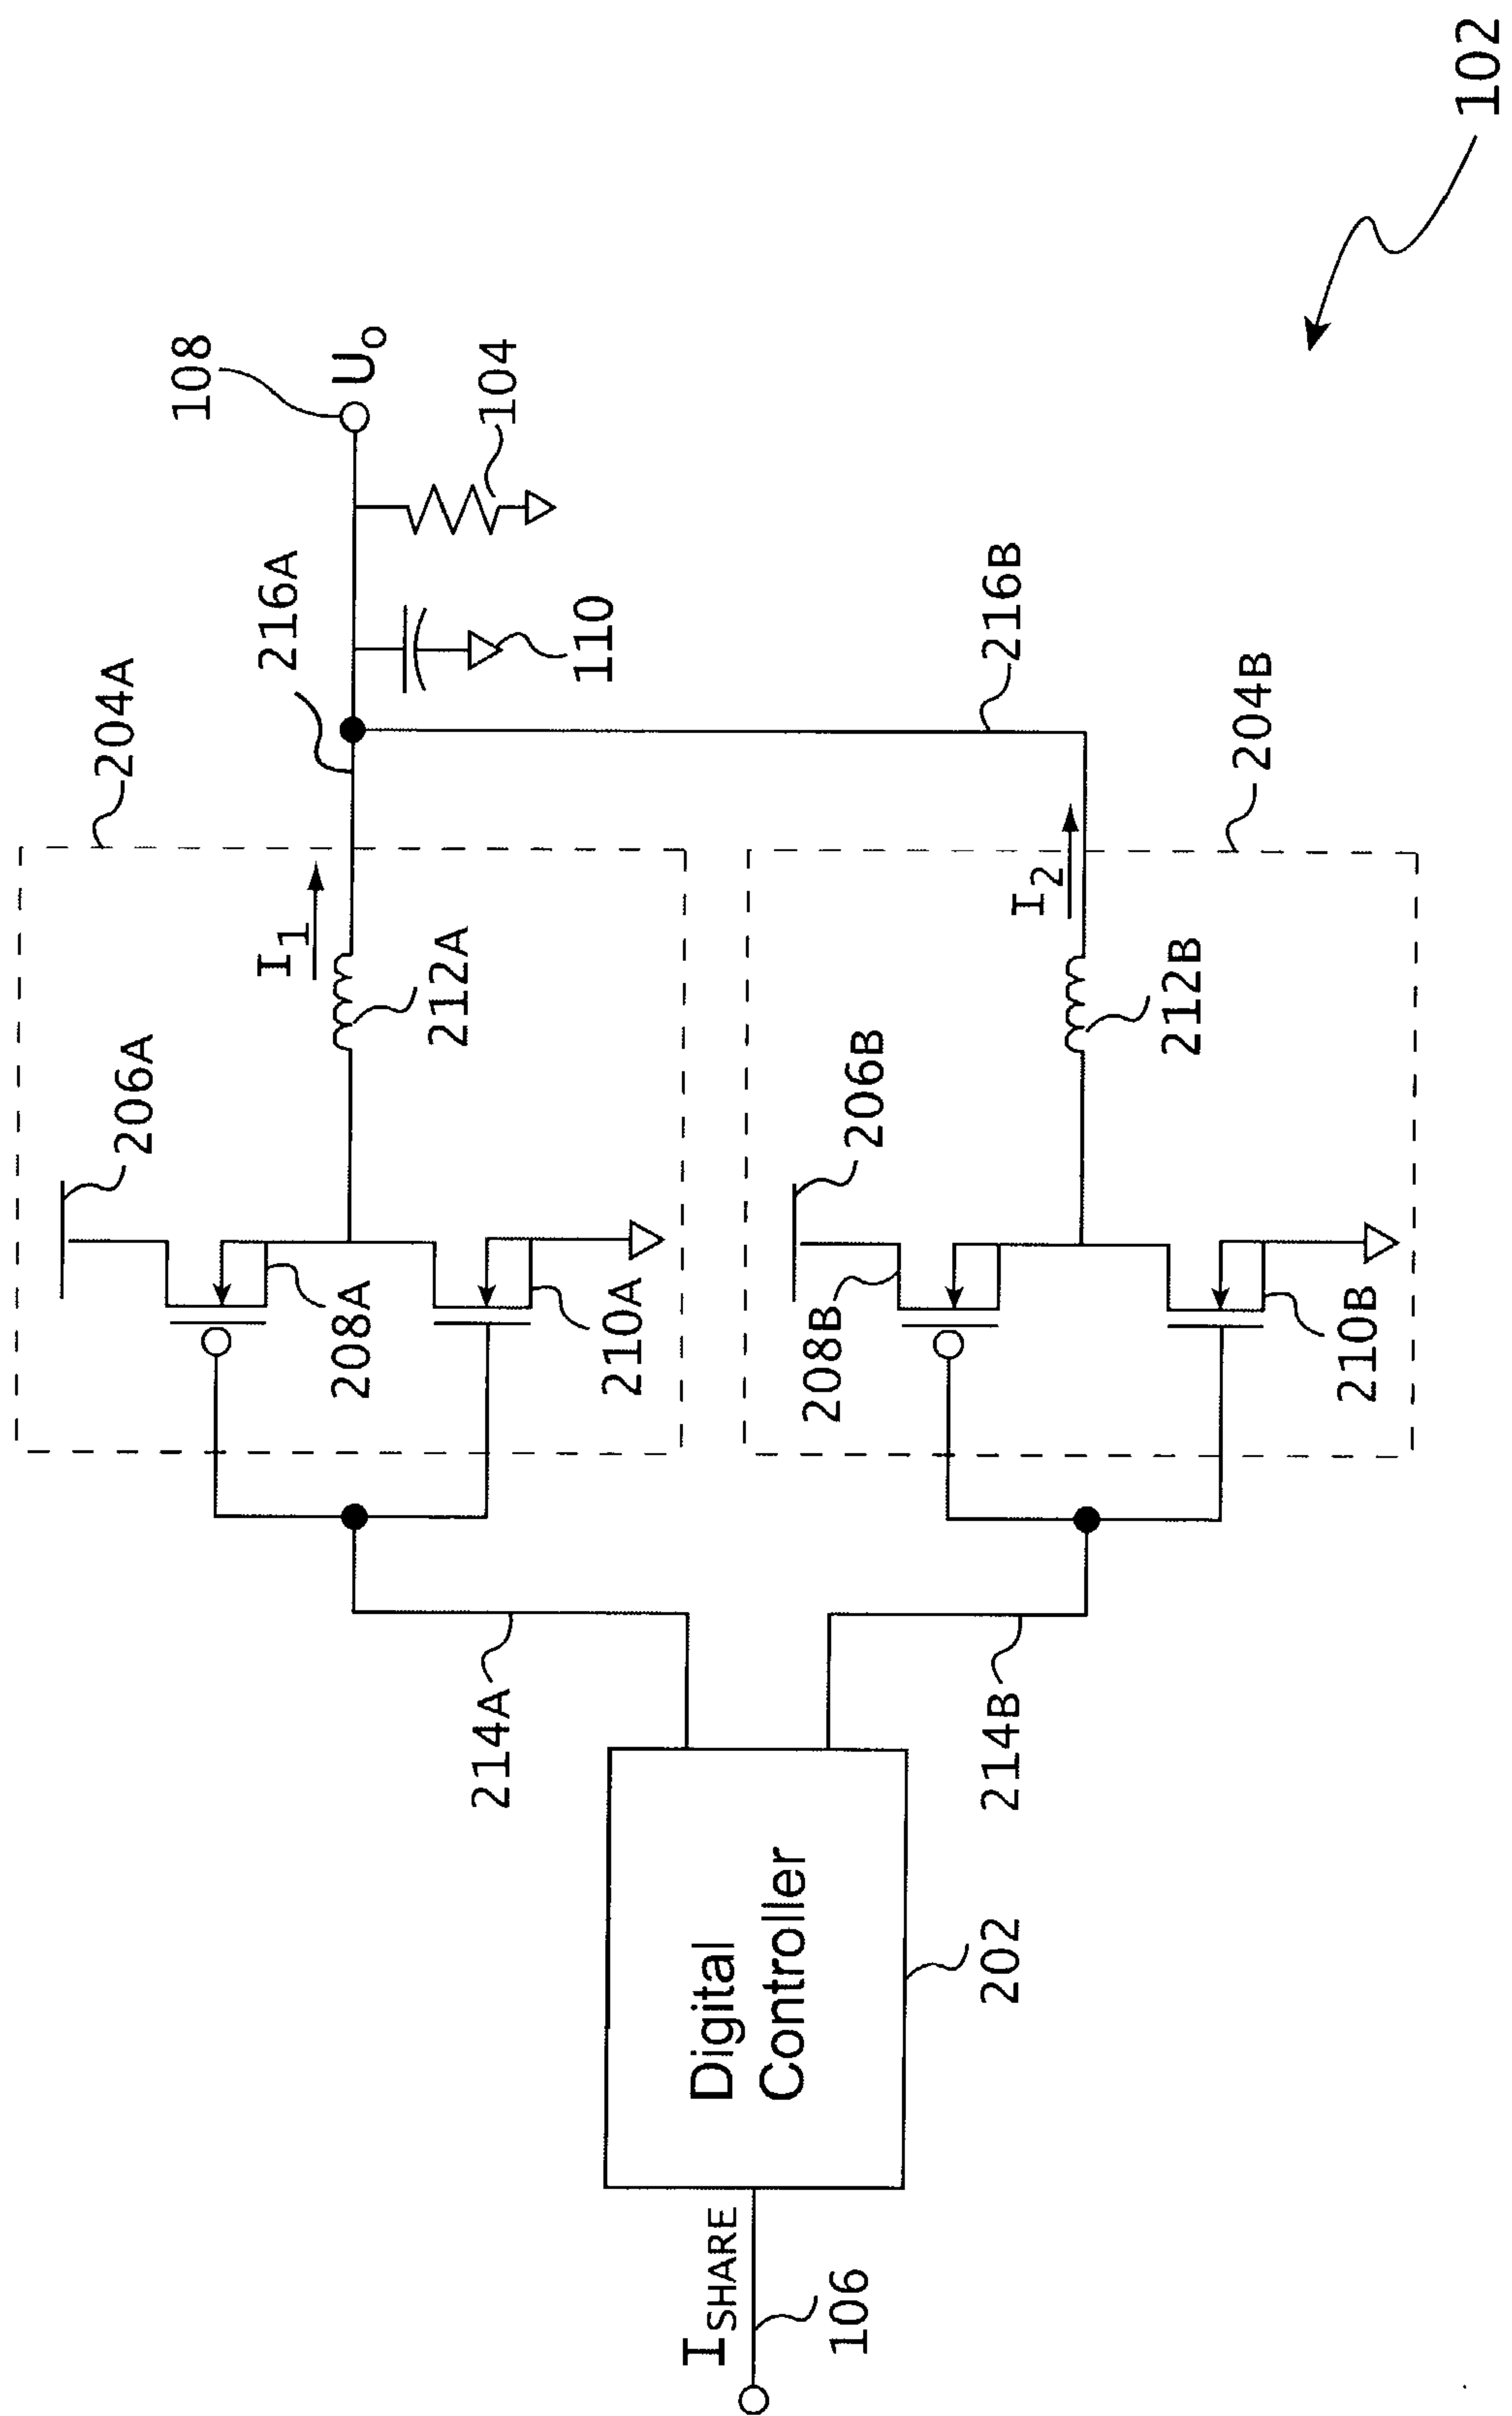 204A
206A
108
216A
I1
Uo
208A
212A
104
214A
210A
110
ISHARE
Digital
Controller
106
202
206B
208B
I2
216B
214B
212B
204B
210B
102